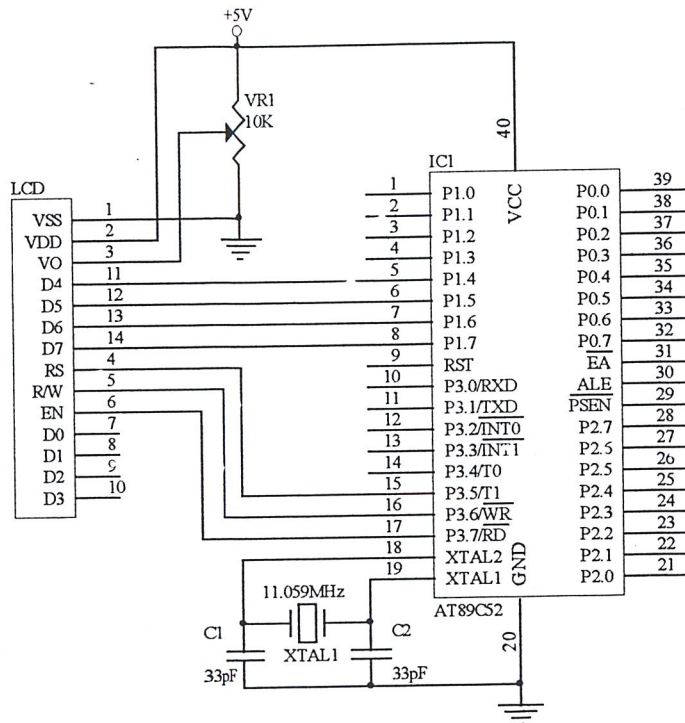 +5V
VR1
10K
40
IC1
LCD
VSS 1
VDD 2
VO 3
D4 11
D5 12
D6 13
D7 14
RS 4
R/W 5
EN 6
D0 7
D1 8
D2 9
D3 10
VCC
1 P1.0
2 P1.1
3 P1.2
4 P1.3
5 P1.4
6 P1.5
7 P1.6
8 P1.7
9 RST
10 P3.0/RXD
11 P3.1/TXD
12 P3.2/INT0
13 P3.3/INT1
14 P3.4/T0
15 P3.5/T1
16 P3.6/WR
17 P3.7/RD
18 XTAL2
19 XTAL1
P0.0 39
P0.1 38
P0.2 37
P0.3 36
P0.4 35
P0.5 34
P0.6 33
P0.7 32
EA 31
ALE 30
PSEN 29
P2.7 28
P2.5 27
P2.5 26
P2.4 25
P2.3 24
P2.2 23
P2.1 22
P2.0 21
GND
AT89C52
20
11.059MHz
C1
33pF
XTAL1
C2
33pF